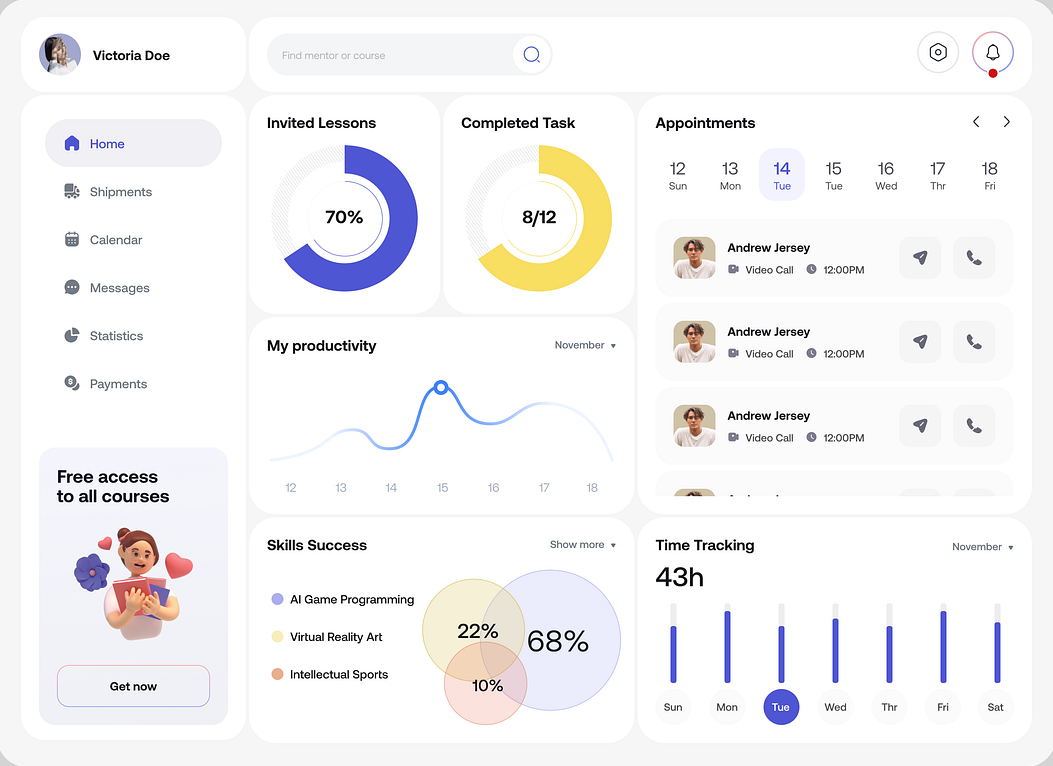 Victoria Doe
Find mentor or course
Home
Shipments
Calendar
Messages
Statistics
Payments
Free access
to all courses
Get now
Invited Lessons
70%
Completed Task
8/12
My productivity
November
12 13 14 15 16 17 18
Skills Success
Show more
AI Game Programming
Virtual Reality Art
Intellectual Sports
22%
68%
10%
Appointments
12 13 14 15 16 17 18
Sun Mon Tue Tue Wed Thr Fri
Andrew Jersey
Video Call 12:00PM
Andrew Jersey
Video Call 12:00PM
Andrew Jersey
Video Call 12:00PM
Time Tracking
November
43h
Sun Mon Tue Wed Thr Fri Sat